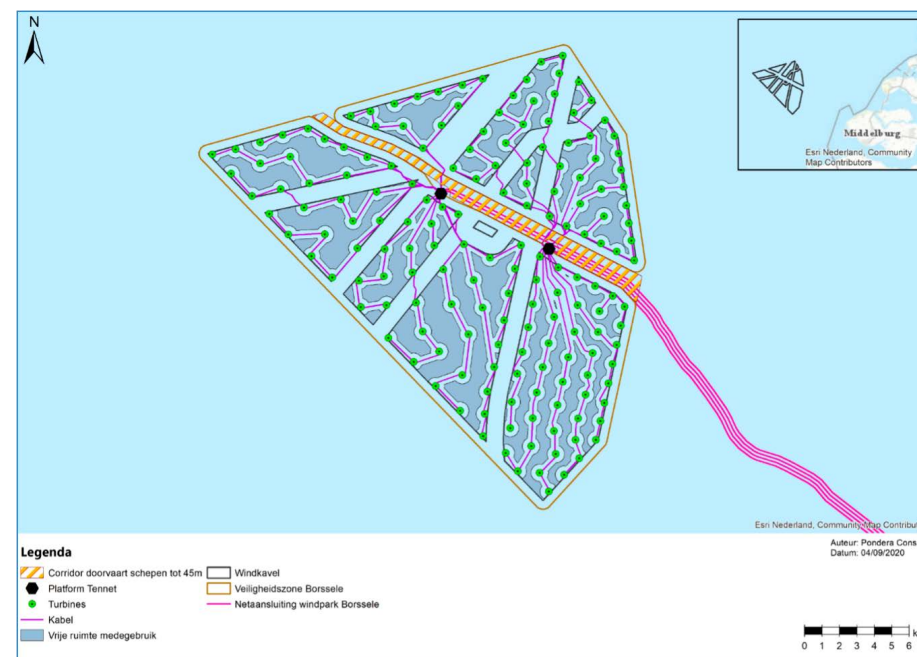 N
Middelburg
Esri Nederland, Community
Map Contributors
Esri Nederland, Community Map Contribu
Auteur: Pondera Cons
Datum: 04/09/2020
Legenda
Corridor doorvaart schepen tot 45m
Windkavel
Platform Tennet
Veiligheidszone Borssele
Turbines
Netaansluiting windpark Borssele
Kabel
Vrije ruimte medegebruik
k
0 1 2 3 4 5 6